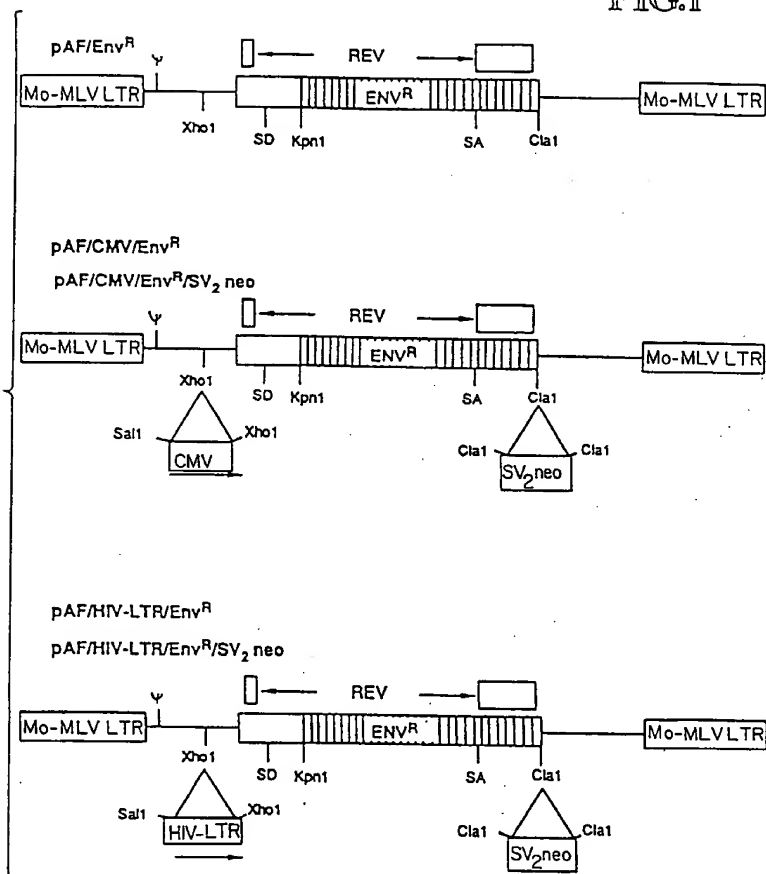 FIG.1
pAF/Env^R
Ψ REV
Mo-MLV LTR ENV^R Mo-MLV LTR
Xho1 SD Kpn1 SA Cla1
pAF/CMV/Env^R
pAF/CMV/Env^R/SV₂ neo
Ψ REV
Mo-MLV LTR ENV^R Mo-MLV LTR
Xho1 SD Kpn1 SA Cla1
Sal1 Xho1 Cla1 Cla1
CMV SV₂neo
pAF/HIV-LTR/Env^R
pAF/HIV-LTR/Env^R/SV₂ neo
Ψ REV
Mo-MLV LTR ENV^R Mo-MLV LTR
Xho1 SD Kpn1 SA Cla1
Sal1 Xho1 Cla1 Cla1
HIV-LTR SV₂neo